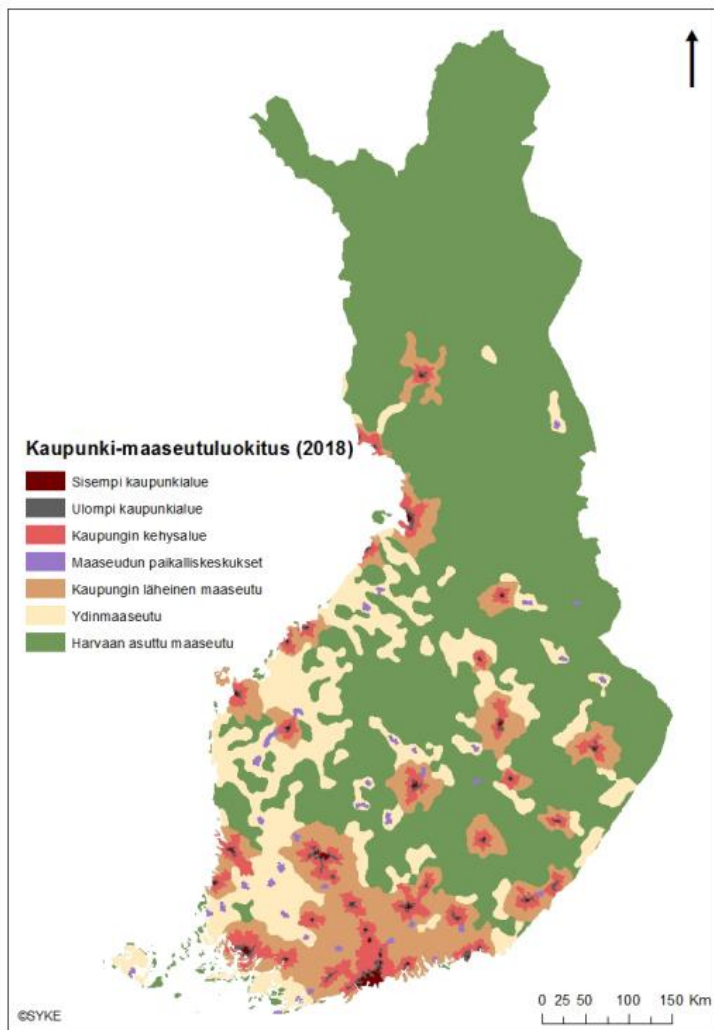 Kaupunki-maaseutuluokitus (2018)
Sisempi kaupunkialue
Ulompi kaupunkialue
Kaupungin kehysalue
Maaseudun paikalliskeskukset
Kaupungin läheinen maaseutu
Ydinmaaseutu
Harvaan asuttu maaseutu
0 25 50 100 150 Km
©SYKE